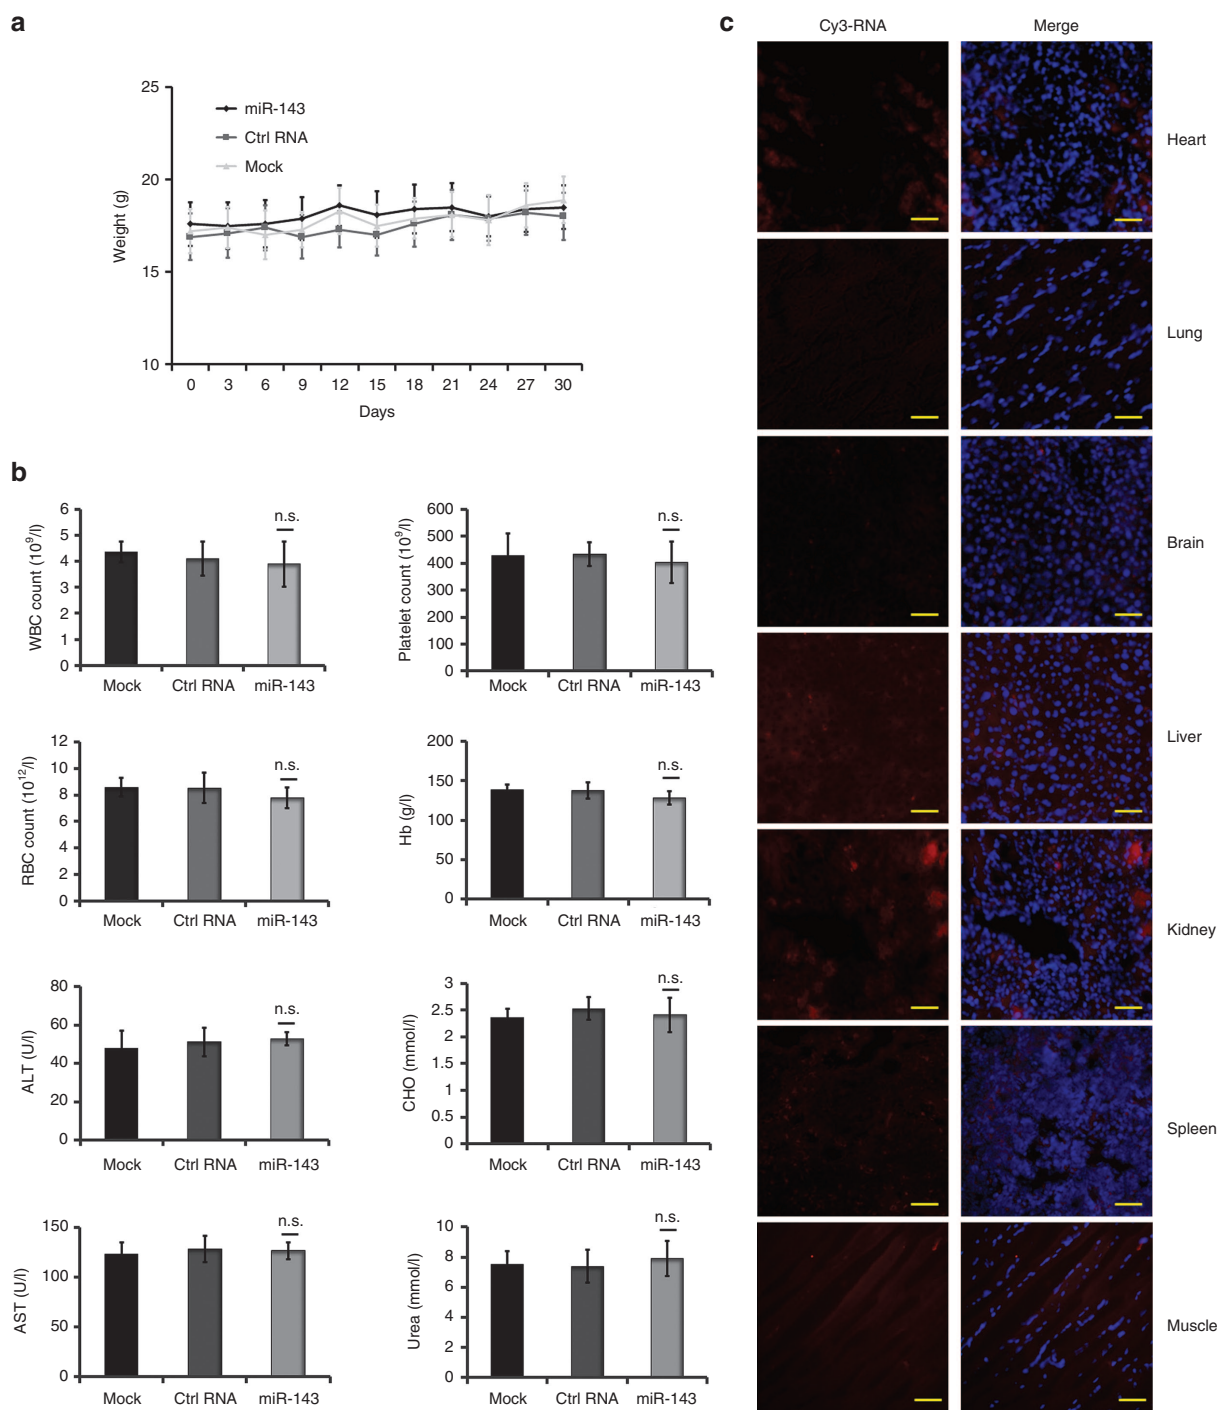 a
25
20
15
10
Weight (g)
miR-143
Ctrl RNA
Mock
0 3 6 9 12 15 18 21 24 27 30
Days
b
6
5
4
3
2
1
0
WBC count (10⁹/l)
n.s.
Mock Ctrl RNA miR-143
600
500
400
300
200
100
0
Platelet count (10⁹/l)
n.s.
Mock Ctrl RNA miR-143
12
10
8
6
4
2
0
RBC count (10¹²/l)
n.s.
Mock Ctrl RNA miR-143
200
150
100
50
0
Hb (g/l)
n.s.
Mock Ctrl RNA miR-143
80
60
40
20
0
ALT (U/l)
n.s.
Mock Ctrl RNA miR-143
3
2.5
2
1.5
1
0.5
0
CHO (mmol/l)
n.s.
Mock Ctrl RNA miR-143
150
100
50
0
AST (U/l)
n.s.
Mock Ctrl RNA miR-143
10
8
6
4
2
0
Urea (mmol/l)
n.s.
Mock Ctrl RNA miR-143
c
Cy3-RNA Merge
Heart
Lung
Brain
Liver
Kidney
Spleen
Muscle